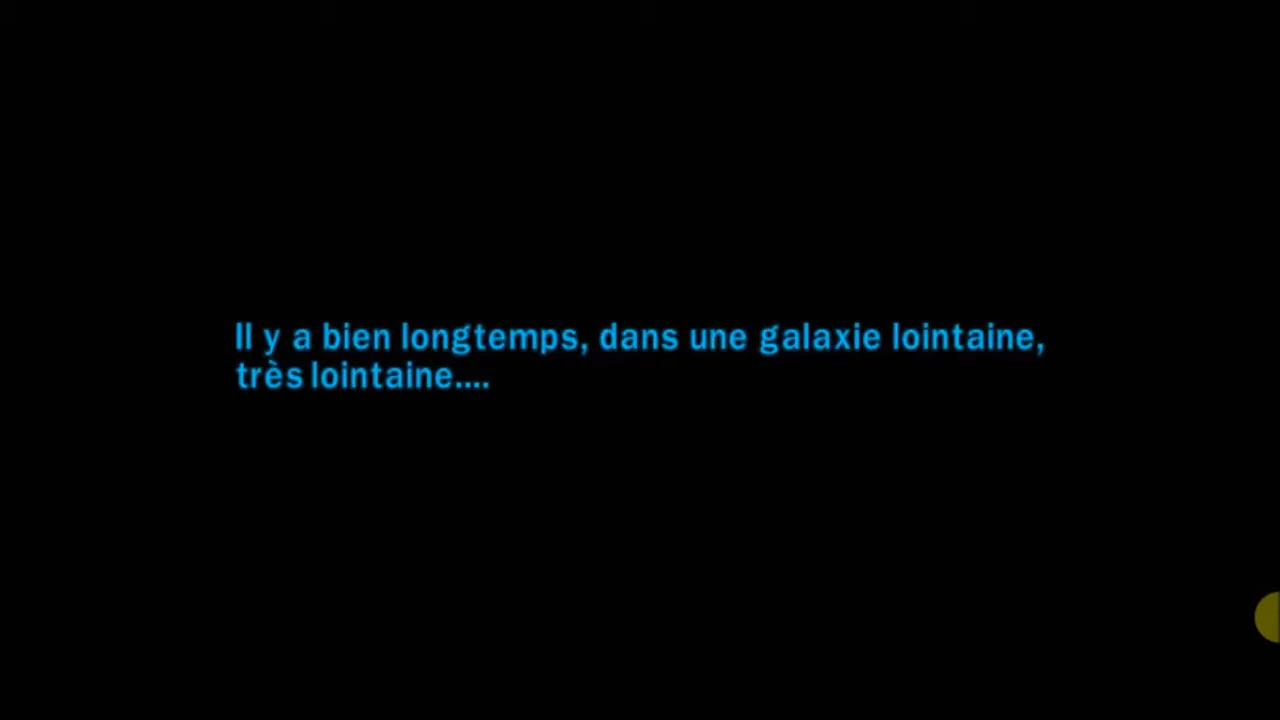 Il y a bien longtemps, dans une galaxie lointaine,
très lointaine....